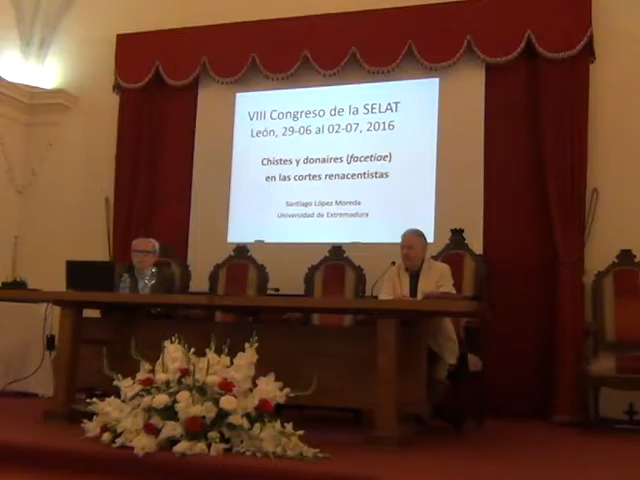 VIII Congreso de la SELAT
León, 29-06 al 02-07, 2016
Chistes y donaires (facetiae)
en las cortes renacentistas
Santiago López Moreda
Universidad de Extremadura